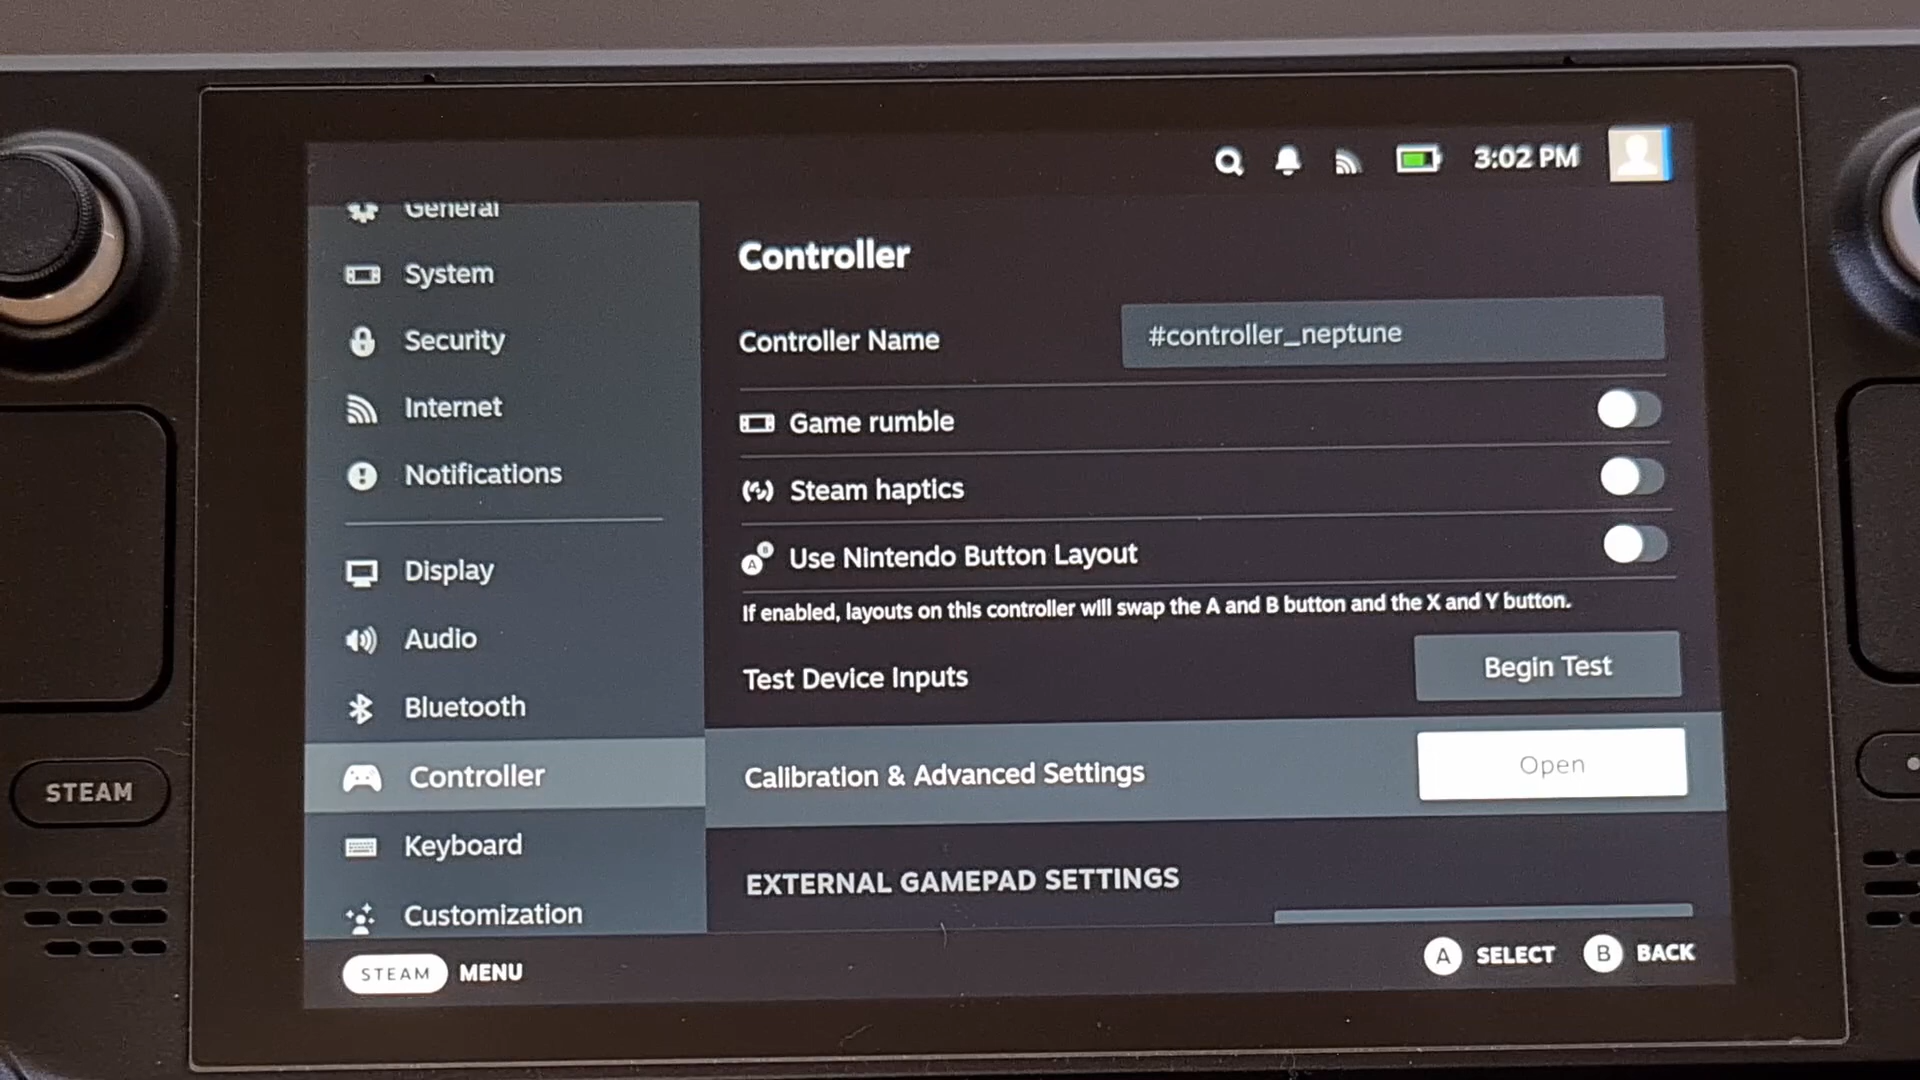 3:02 PM
General
System
Security
Internet
Notifications
Display
Audio
Bluetooth
Controller
Keyboard
Customization
Controller
Controller Name
#controller_neptune
Game rumble
Steam haptics
Use Nintendo Button Layout
If enabled, layouts on this controller will swap the A and B button and the X and Y button.
Test Device Inputs
Begin Test
Calibration & Advanced Settings
Open
EXTERNAL GAMEPAD SETTINGS
STEAM MENU
A SELECT B BACK
STEAM